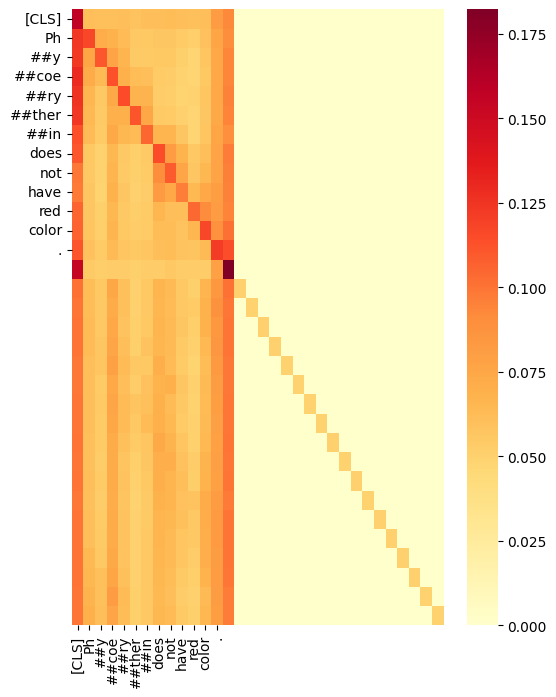 [CLS]
Ph
##y
##coe
##ry
##ther
##in
does
not
have
red
color
.
[CLS]
Ph
##y
##coe
##ry
##ther
##in
does
not
have
red
color
.
0.175
0.150
0.125
0.100
0.075
0.050
0.025
0.000